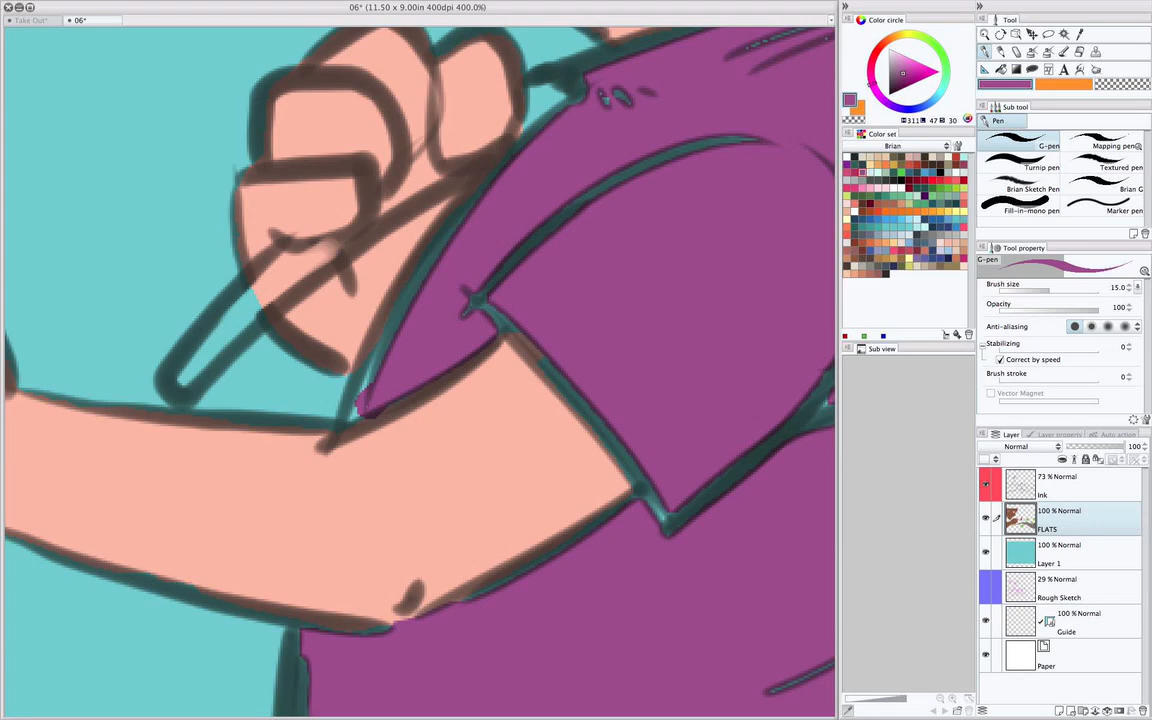 06* (11.50 x 9.00in 400dpi 400.0%)
Take Out*
06*
Color circle
311 47 30
Color set
Brian
Sub view
Tool
Sub tool
Pen
G-pen
Mapping pen
Turnip pen
Textured pen
Brian Sketch Pen
Brian G
Fill-in-mono pen
Marker pen
Tool property
G-pen
Brush size 15.0
Opacity 100
Anti-aliasing
Stabilizing 0
Correct by speed
Brush stroke 0
Vector Magnet
Layer
Layer property
Auto action
Normal 100
73 % Normal
Ink
100 % Normal
FLATS
100 % Normal
Layer 1
29 % Normal
Rough Sketch
100 % Normal
Guide
Paper